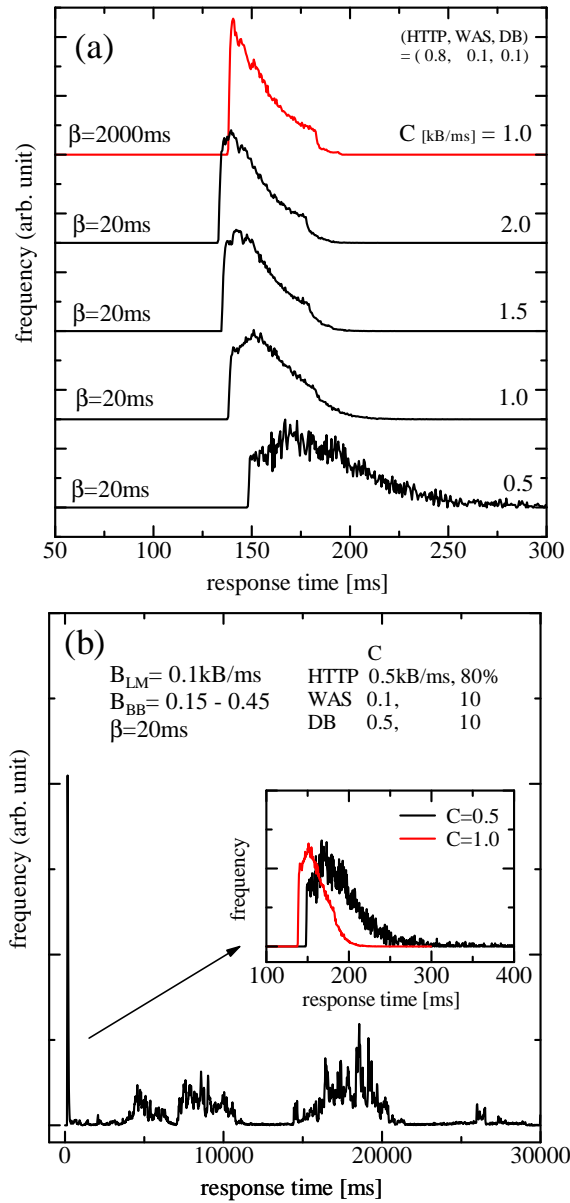 (a)
(HTTP, WAS, DB)
= ( 0.8, 0.1, 0.1)
β=2000ms
C [kB/ms] = 1.0
β=20ms
2.0
β=20ms
1.5
β=20ms
1.0
β=20ms
0.5
frequency (arb. unit)
50 100 150 200 250 300
response time [ms]
(b)
B_LM= 0.1kB/ms
B_BB= 0.15 - 0.45
β=20ms
C
HTTP 0.5kB/ms, 80%
WAS 0.1, 10
DB 0.5, 10
C=0.5
C=1.0
frequency
100 200 300 400
response time [ms]
frequency (arb. unit)
0 10000 20000 30000
response time [ms]